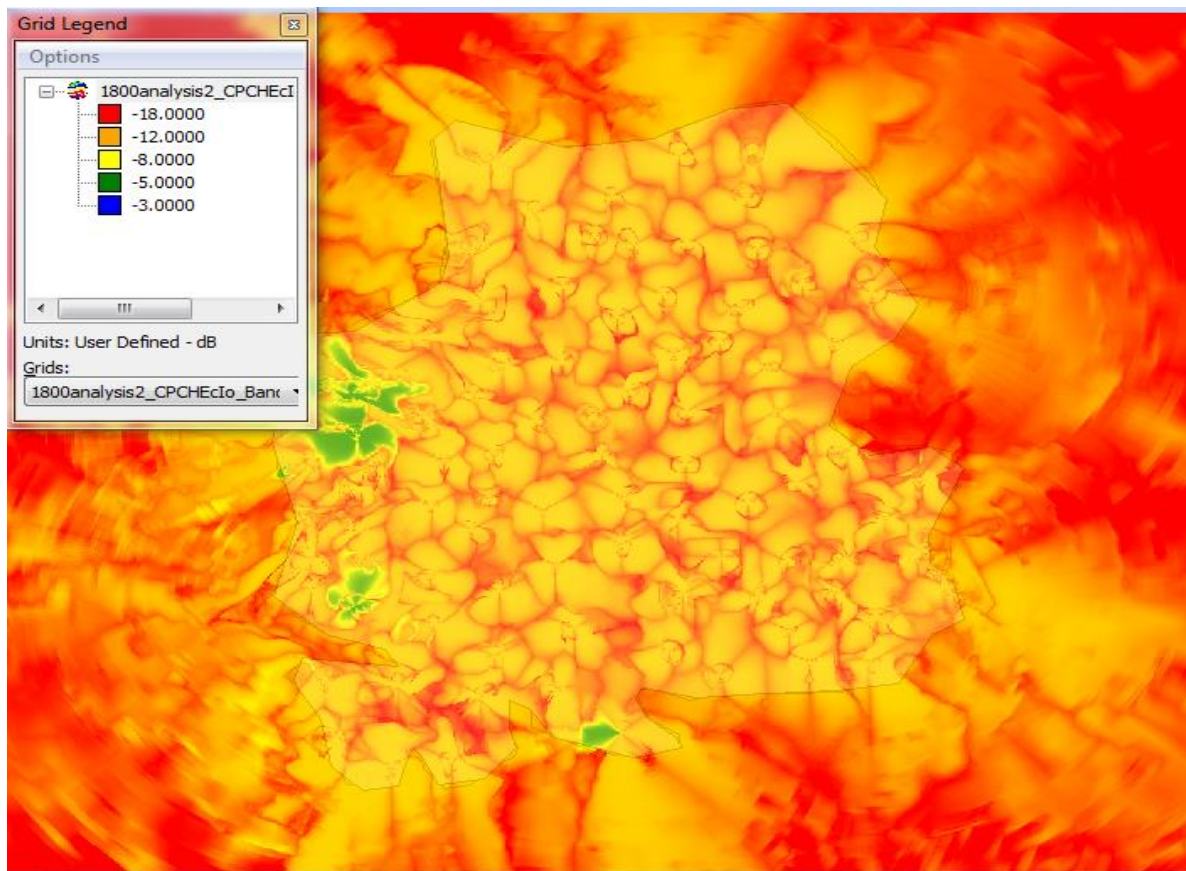 Grid Legend
Options
1800analysis2_CPCHEcI
-18.0000
-12.0000
-8.0000
-5.0000
-3.0000
Units: User Defined - dB
Grids:
1800analysis2_CPCHEcIo_Banc